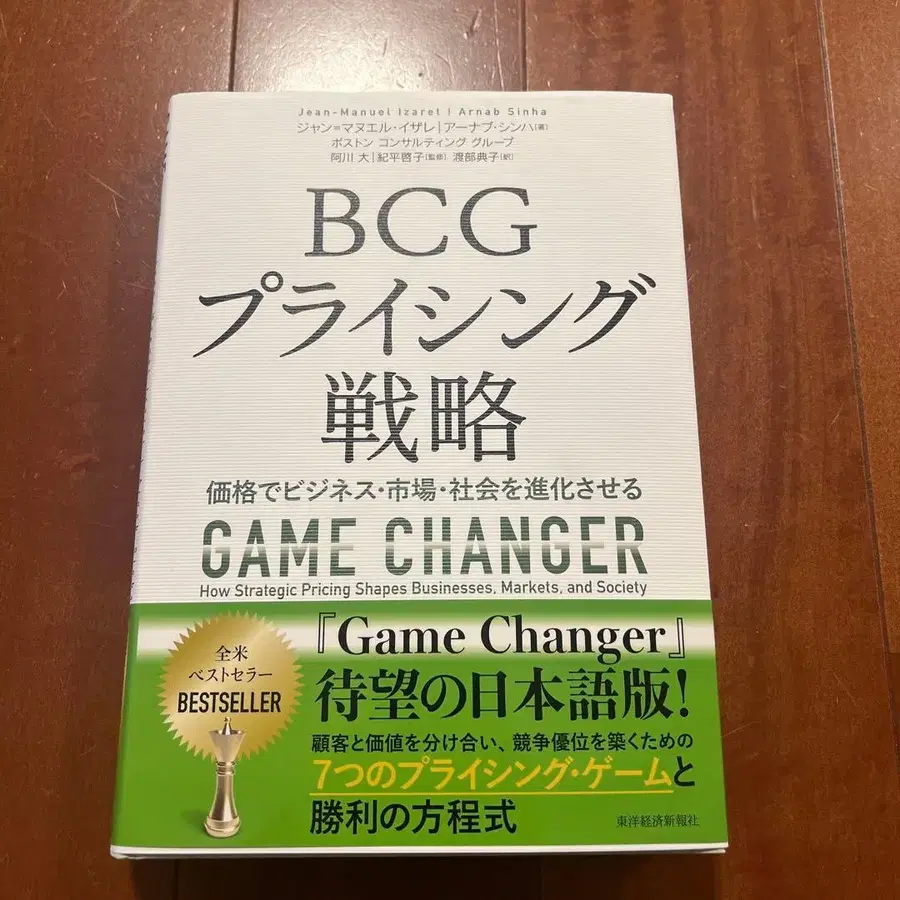 Jean-Manuel Izaret | Arnab Sinha
ジャン=マヌエル・イザレ|アーナブ・シンハ[著]
ボストン コンサルティング グループ
阿川 大|紀平啓子[監修] 渡部典子[訳]
BCG
プライシング
戦略
価格でビジネス・市場・社会を進化させる
GAME CHANGER
How Strategic Pricing Shapes Businesses, Markets, and Society
全米
ベストセラー
BESTSELLER
『Game Changer』
待望の日本語版!
顧客と価値を分け合い、競争優位を築くための
7つのプライシング・ゲームと
勝利の方程式
東洋経済新報社